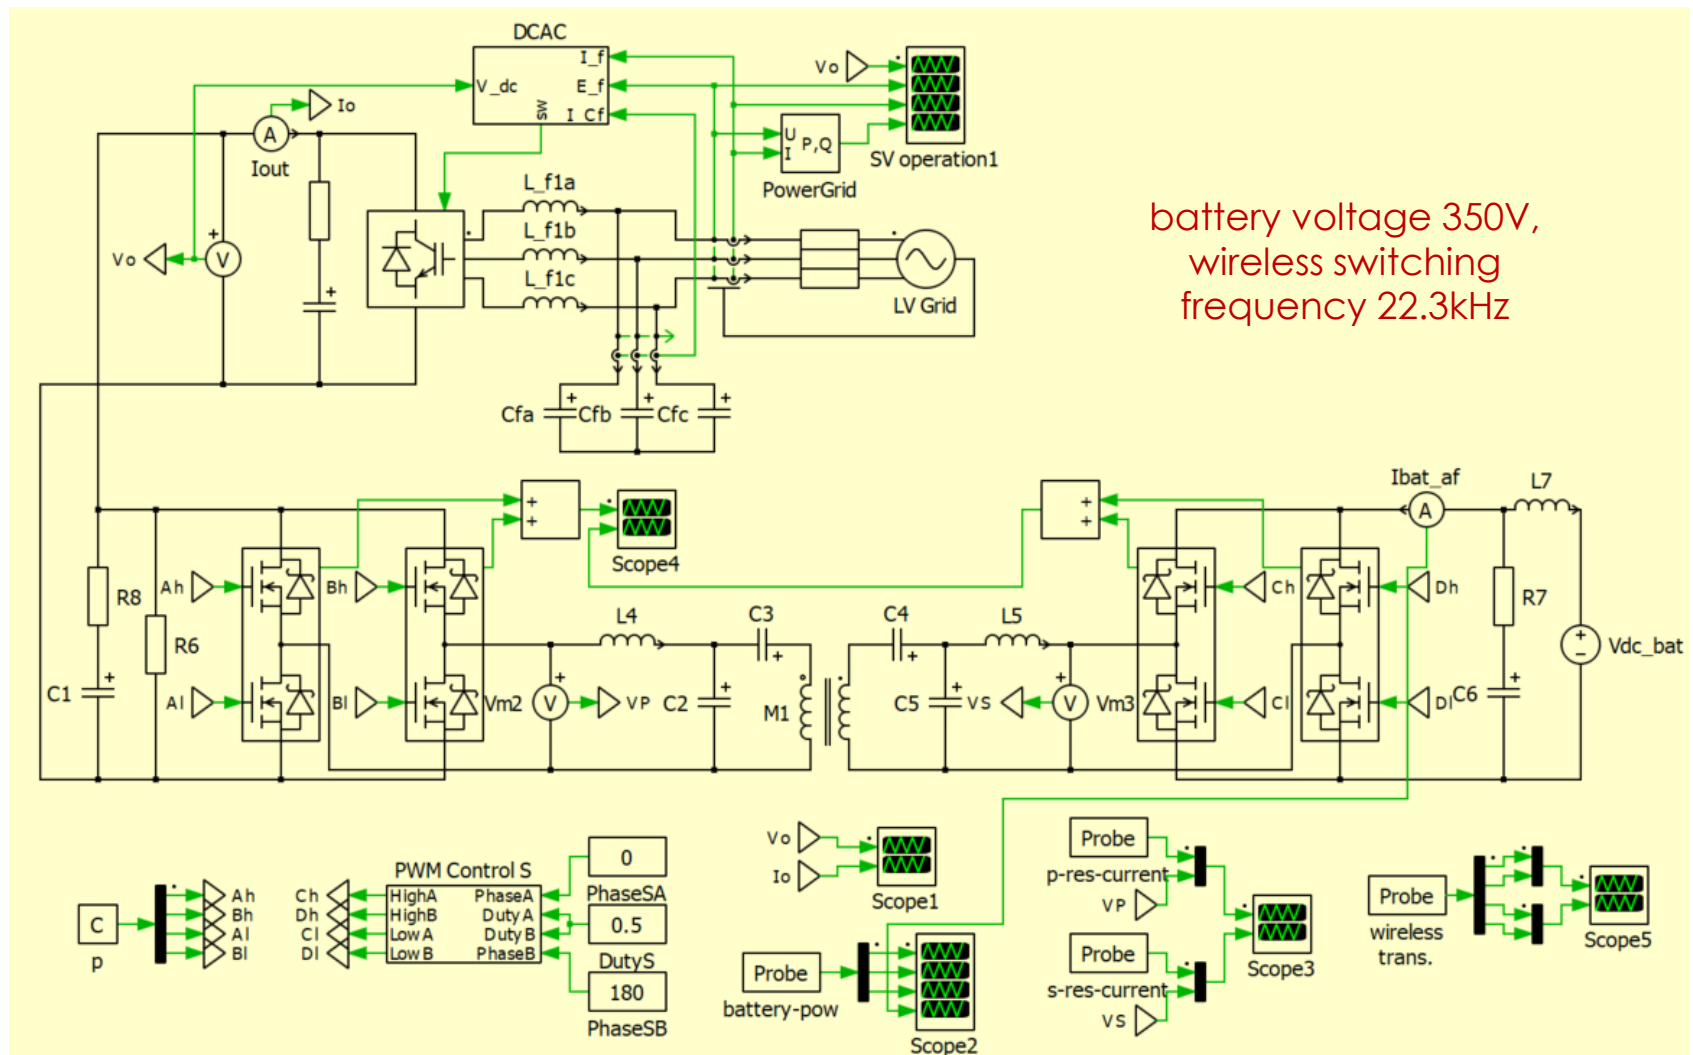 DCAC
I_f
V_dc
E_f
sw
I_Cf
Vo
Io
A
Iout
U
P,Q
I
PowerGrid
SV operation1
L_f1a
L_f1b
L_f1c
Vo
V
LV Grid
battery voltage 350V,
wireless switching
frequency 22.3kHz
Cfa
Cfb
Cfc
Ibat_af
L7
A
Scope4
R8
Ah
Bh
Ch
Dh
R7
R6
L4
C3
C4
L5
Vdc_bat
C1
Al
Bl
Vm2
V
VP
C2
M1
C5
VS
V
Vm3
Cl
Dl
C6
PWM Control S
0
PhaseSA
0.5
DutyS
180
PhaseSB
C
p
Ah
Bh
Al
Bl
Ch
Dh
Cl
Dl
HighA
HighB
LowA
LowB
PhaseA
DutyA
DutyB
PhaseB
Vo
Io
Scope1
Probe
battery-pow
Scope2
Probe
p-res-current
VP
Probe
s-res-current
VS
Scope3
Probe
wireless
trans.
Scope5